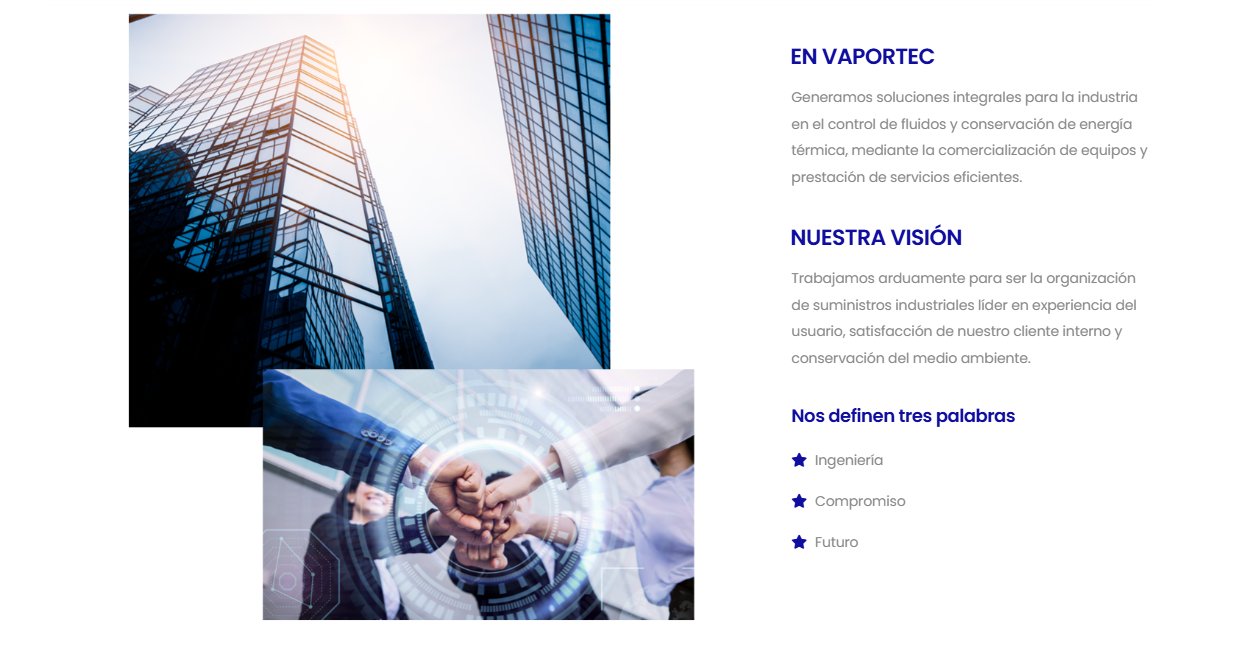 EN VAPORTEC
Generamos soluciones integrales para la industria
en el control de fluidos y conservación de energía
térmica, mediante la comercialización de equipos y
prestación de servicios eficientes.
NUESTRA VISIÓN
Trabajamos arduamente para ser la organización
de suministros industriales líder en experiencia del
usuario, satisfacción de nuestro cliente interno y
conservación del medio ambiente.
Nos definen tres palabras
Ingeniería
Compromiso
Futuro